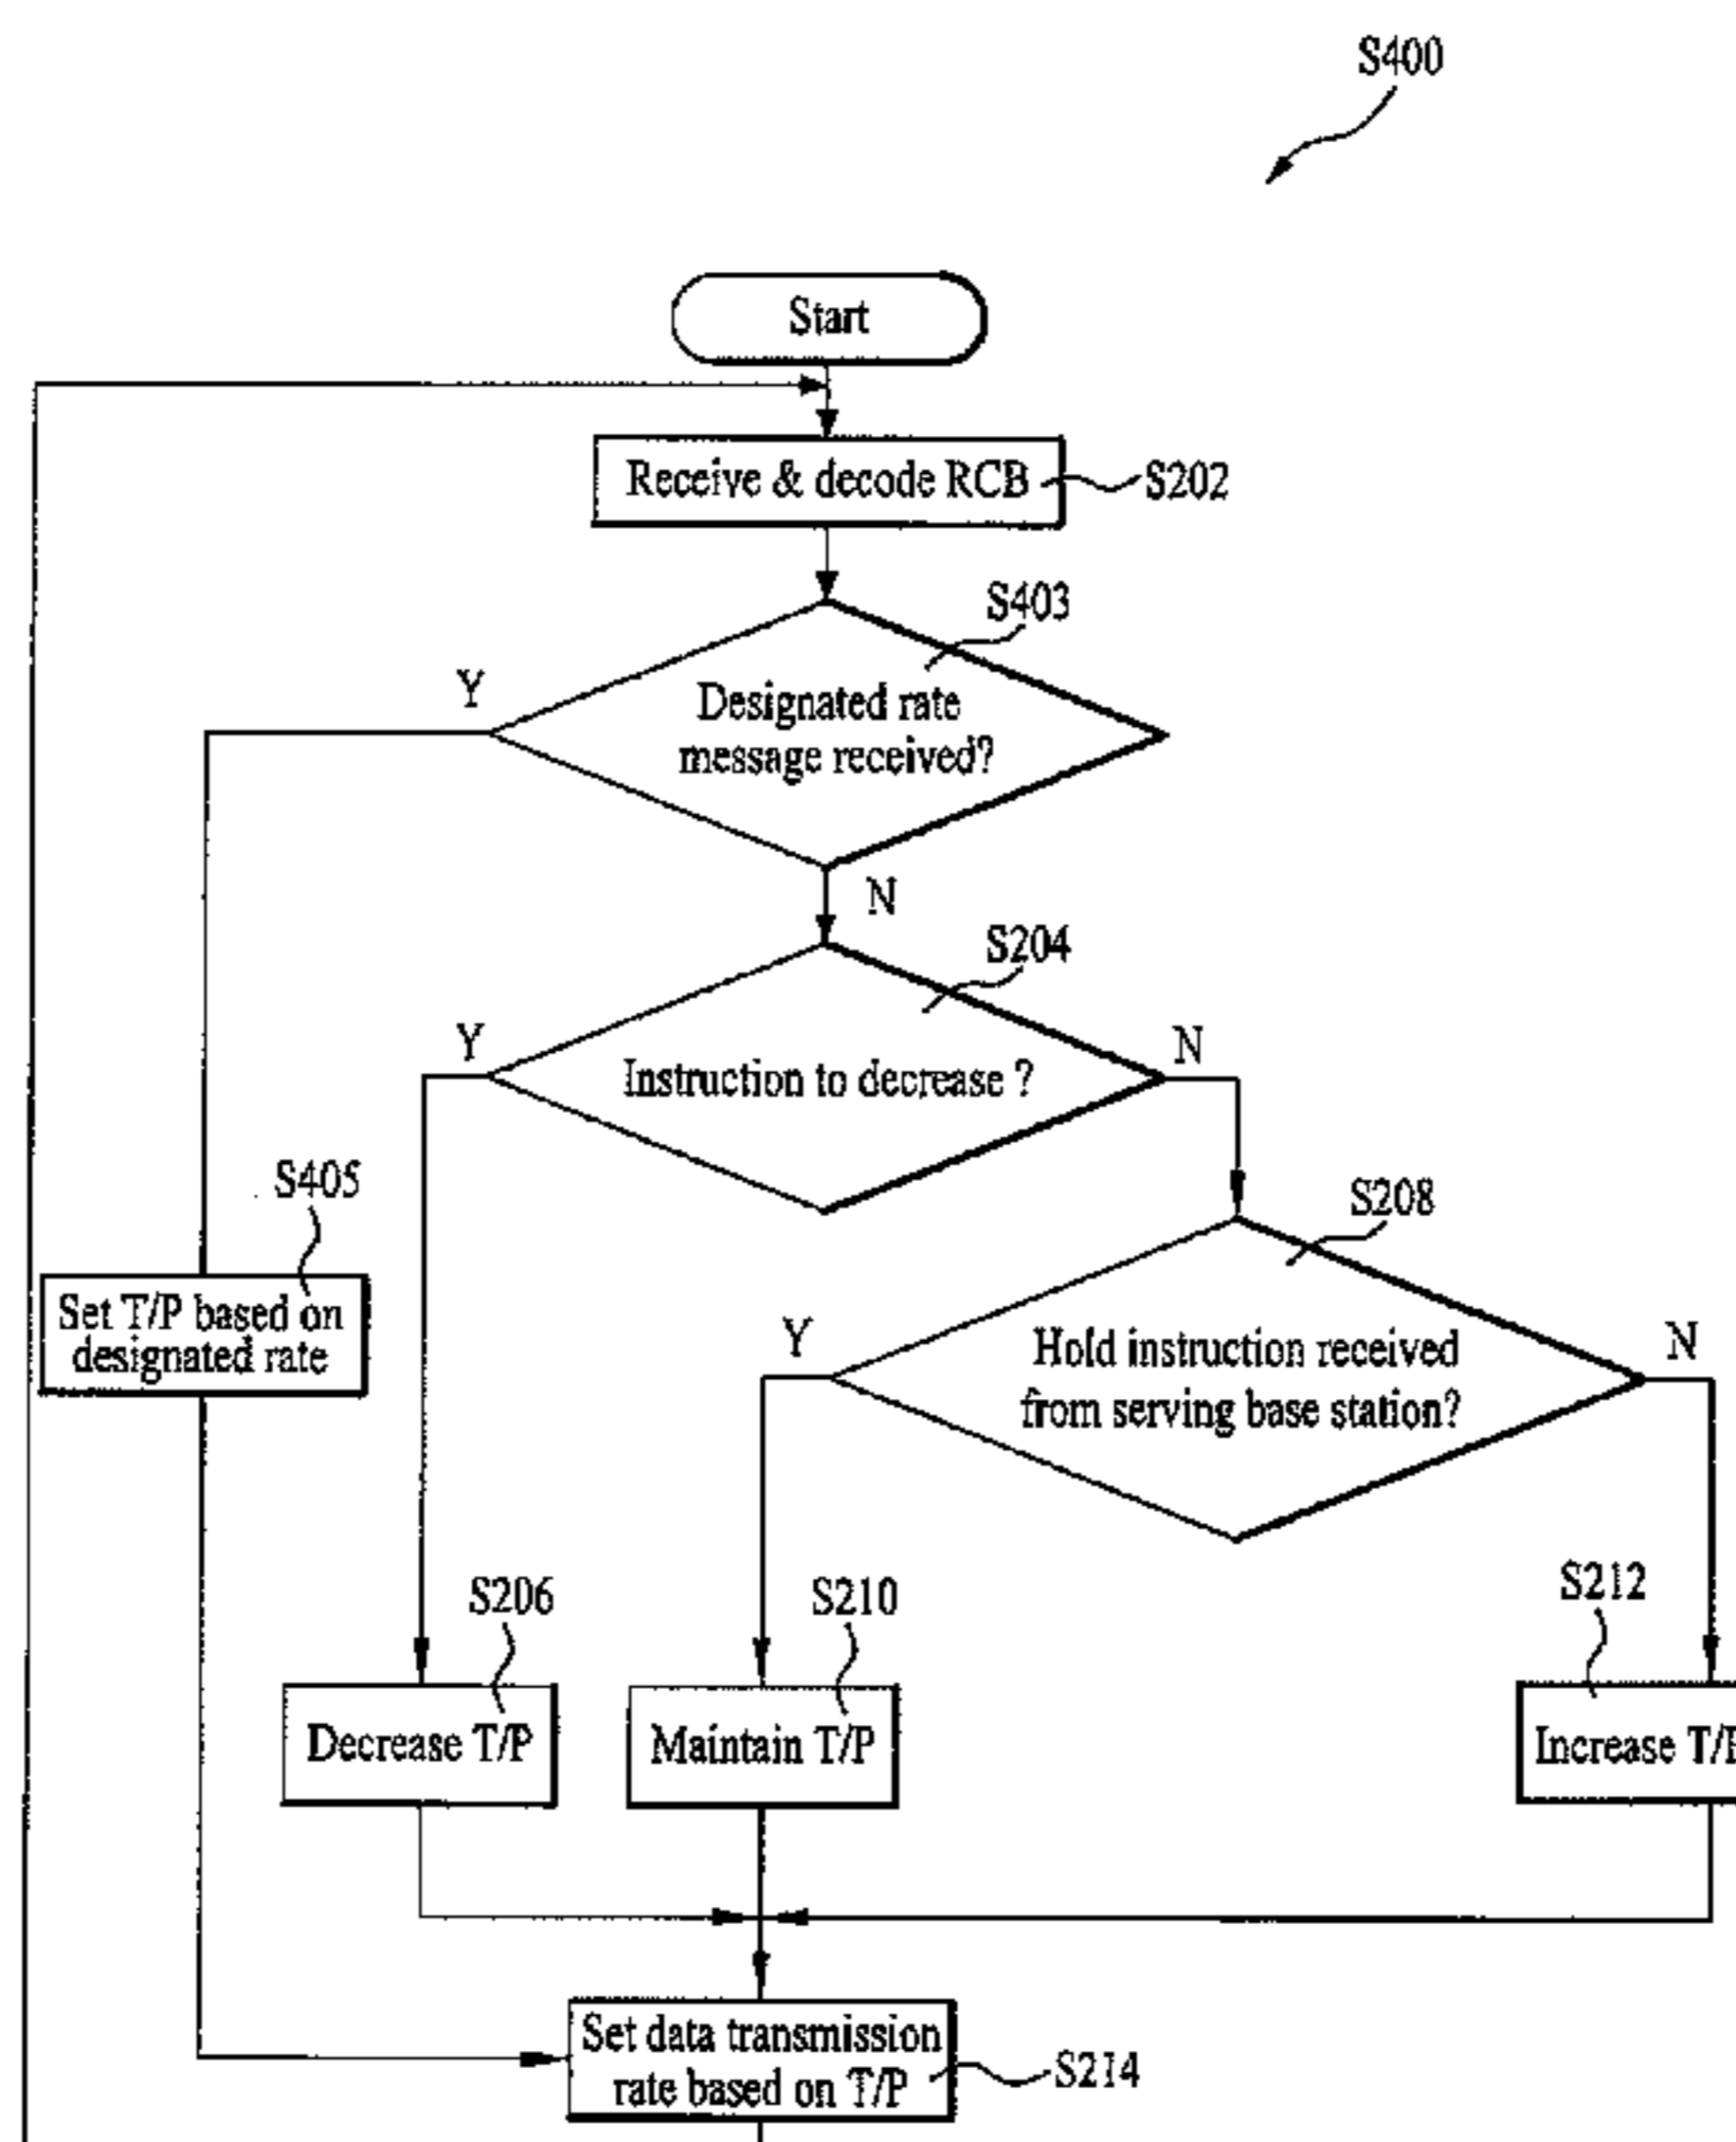 S400
Start
Receive & decode RCB
S202
S403
Y
Designated rate
message received?
N
S204
Y
N
Instruction to decrease ?
S405
S208
Set T/P based on
designated rate
Y
N
Hold instruction received
from serving base station?
S206
S210
S212
Decrease T/P
Maintain T/P
Increase T/P
Set data transmission
rate based on T/P
S214